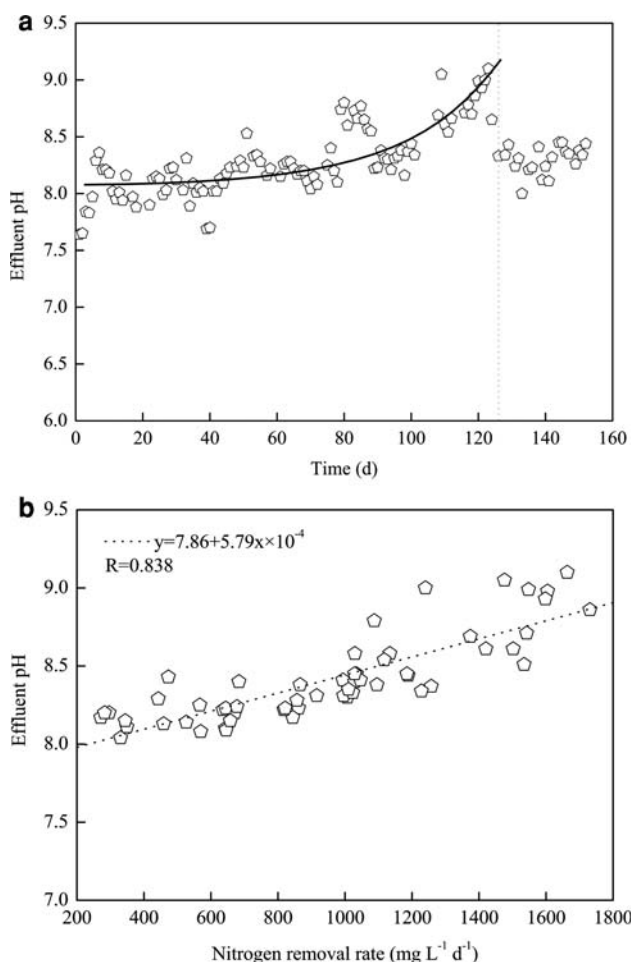 a
9.5
9.0
8.5
8.0
7.5
7.0
6.5
6.0
Effluent pH
0 20 40 60 80 100 120 140 160
Time (d)
b
9.5
9.0
8.5
8.0
7.5
7.0
Effluent pH
y=7.86+5.79x×10⁻⁴
R=0.838
200 400 600 800 1000 1200 1400 1600 1800
Nitrogen removal rate (mg L⁻¹ d⁻¹)